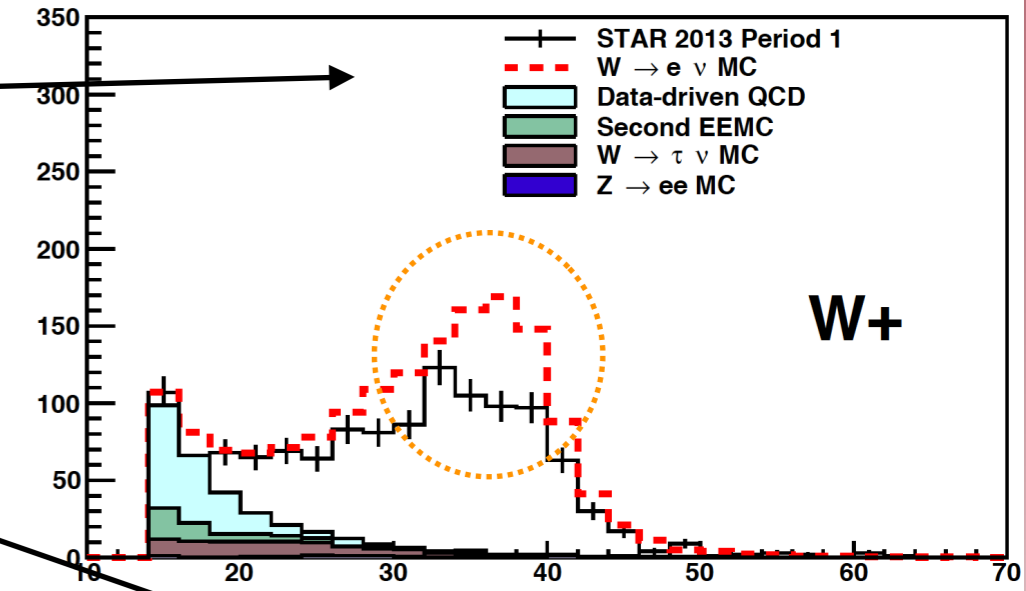 350
300
250
200
150
100
50
0
STAR 2013 Period 1
W → e ν MC
Data-driven QCD
Second EEMC
W → τ ν MC
Z → ee MC
W+
10 20 30 40 50 60 70